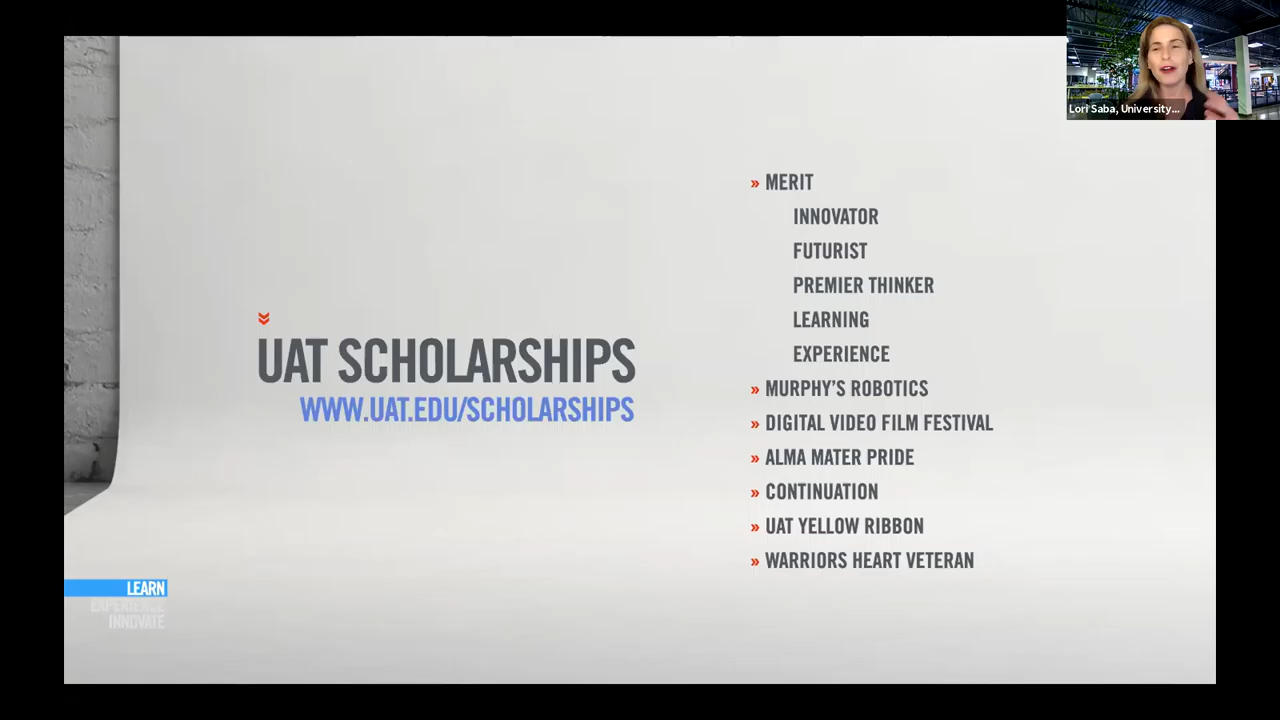 Lori Saba, University...
UAT SCHOLARSHIPS
WWW.UAT.EDU/SCHOLARSHIPS
» MERIT
INNOVATOR
FUTURIST
PREMIER THINKER
LEARNING
EXPERIENCE
» MURPHY'S ROBOTICS
» DIGITAL VIDEO FILM FESTIVAL
» ALMA MATER PRIDE
» CONTINUATION
» UAT YELLOW RIBBON
» WARRIORS HEART VETERAN
LEARN
EXPERIENCE
INNOVATE